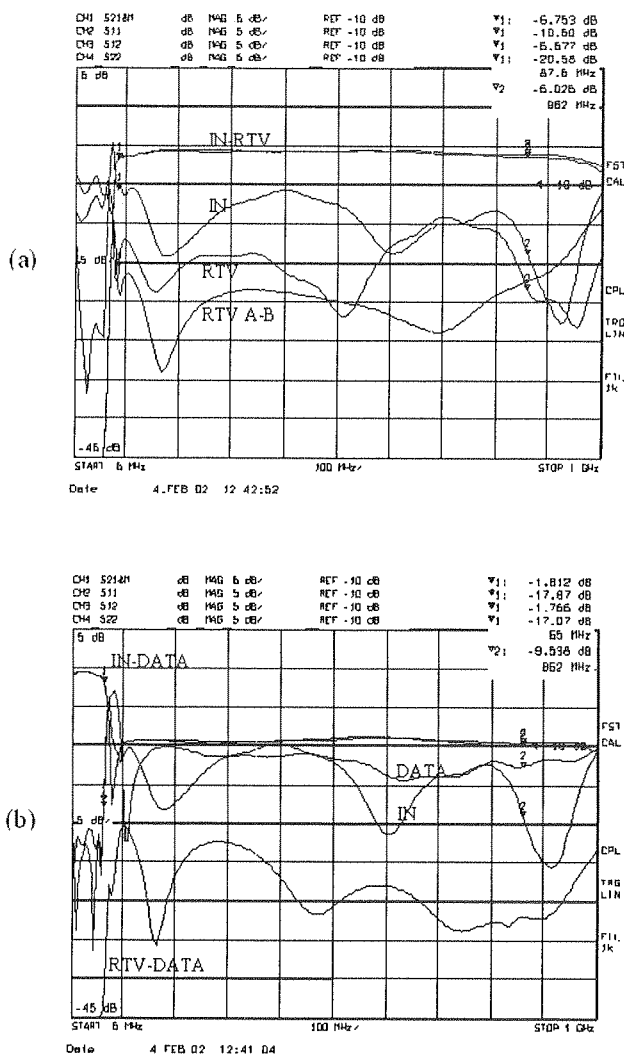 CH1 S21&M dB MAG 5 dB/ REF -10 dB
CH2 S11 dB MAG 5 dB/ REF -10 dB
CH3 S12 dB MAG 5 dB/ REF -10 dB
CH4 S22 dB MAG 5 dB/ REF -10 dB
▼1: -6.753 dB
▼1 -10.60 dB
▼1 -6.677 dB
▼1: -20.58 dB
87.6 MHz
▼2 -6.026 dB
862 MHz
5 dB
IN-RTV
FST
CAL
-10 dB
IN
(a)
5 dB
RTV
RTV A-B
CPL
TRG
LIN
FIL
1k
-45 dB
START 5 MHz 100 MHz/ STOP 1 GHz
Date 4.FEB 02 12 42:52
CH1 S21&M dB MAG 5 dB/ REF -10 dB
CH2 S11 dB MAG 5 dB/ REF -10 dB
CH3 S12 dB MAG 5 dB/ REF -10 dB
CH4 S22 dB MAG 5 dB/ REF -10 dB
▼1: -1.812 dB
▼1 -17.87 dB
▼1 -1.766 dB
▼1 -17.07 dB
65 MHz
▼2: -9.538 dB
862 MHz
5 dB
IN-DATA
FST
CAL
DATA
IN
(b)
5 dB/
CPL
TRG
LIN
FIL
1k
RTV-DATA
-45 dB
START 5 MHz 100 MHz/ STOP 1 GHz
Date 4 FEB 02 12:41 04